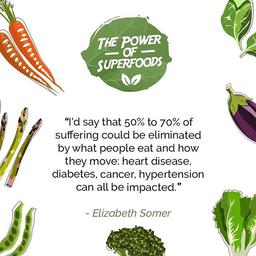 THE POWER
OF
SUPERFOODS
"I'd say that 50% to 70% of
suffering could be eliminated
by what people eat and how
they move: heart disease,
diabetes, cancer, hypertension
can all be impacted."
- Elizabeth Somer